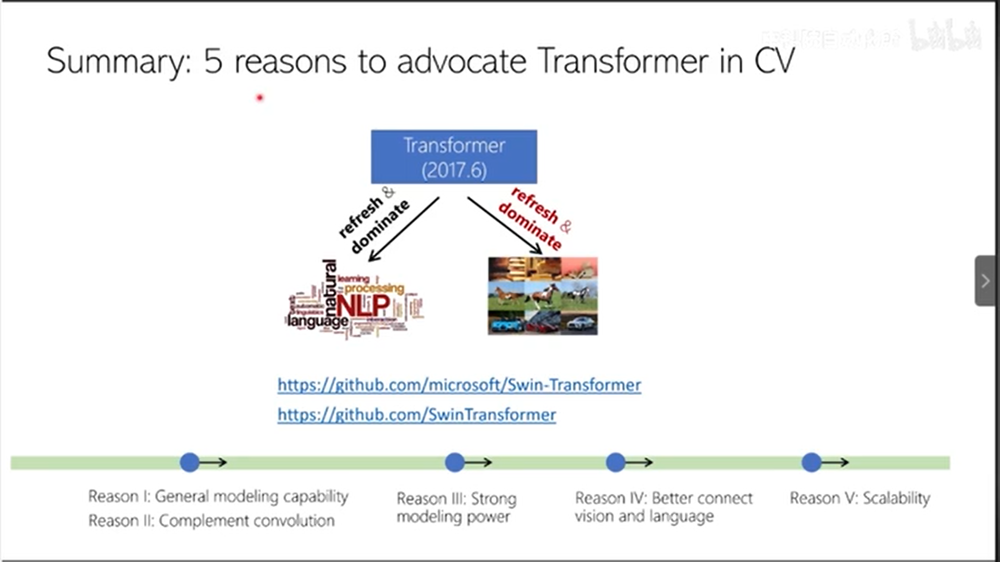 Summary: 5 reasons to advocate Transformer in CV
Transformer
(2017.6)
refresh &
dominate
refresh &
dominate
natural
learning
processing
NLP
language
https://github.com/microsoft/Swin-Transformer
https://github.com/SwinTransformer
Reason I: General modeling capability
Reason II: Complement convolution
Reason III: Strong
modeling power
Reason IV: Better connect
vision and language
Reason V: Scalability